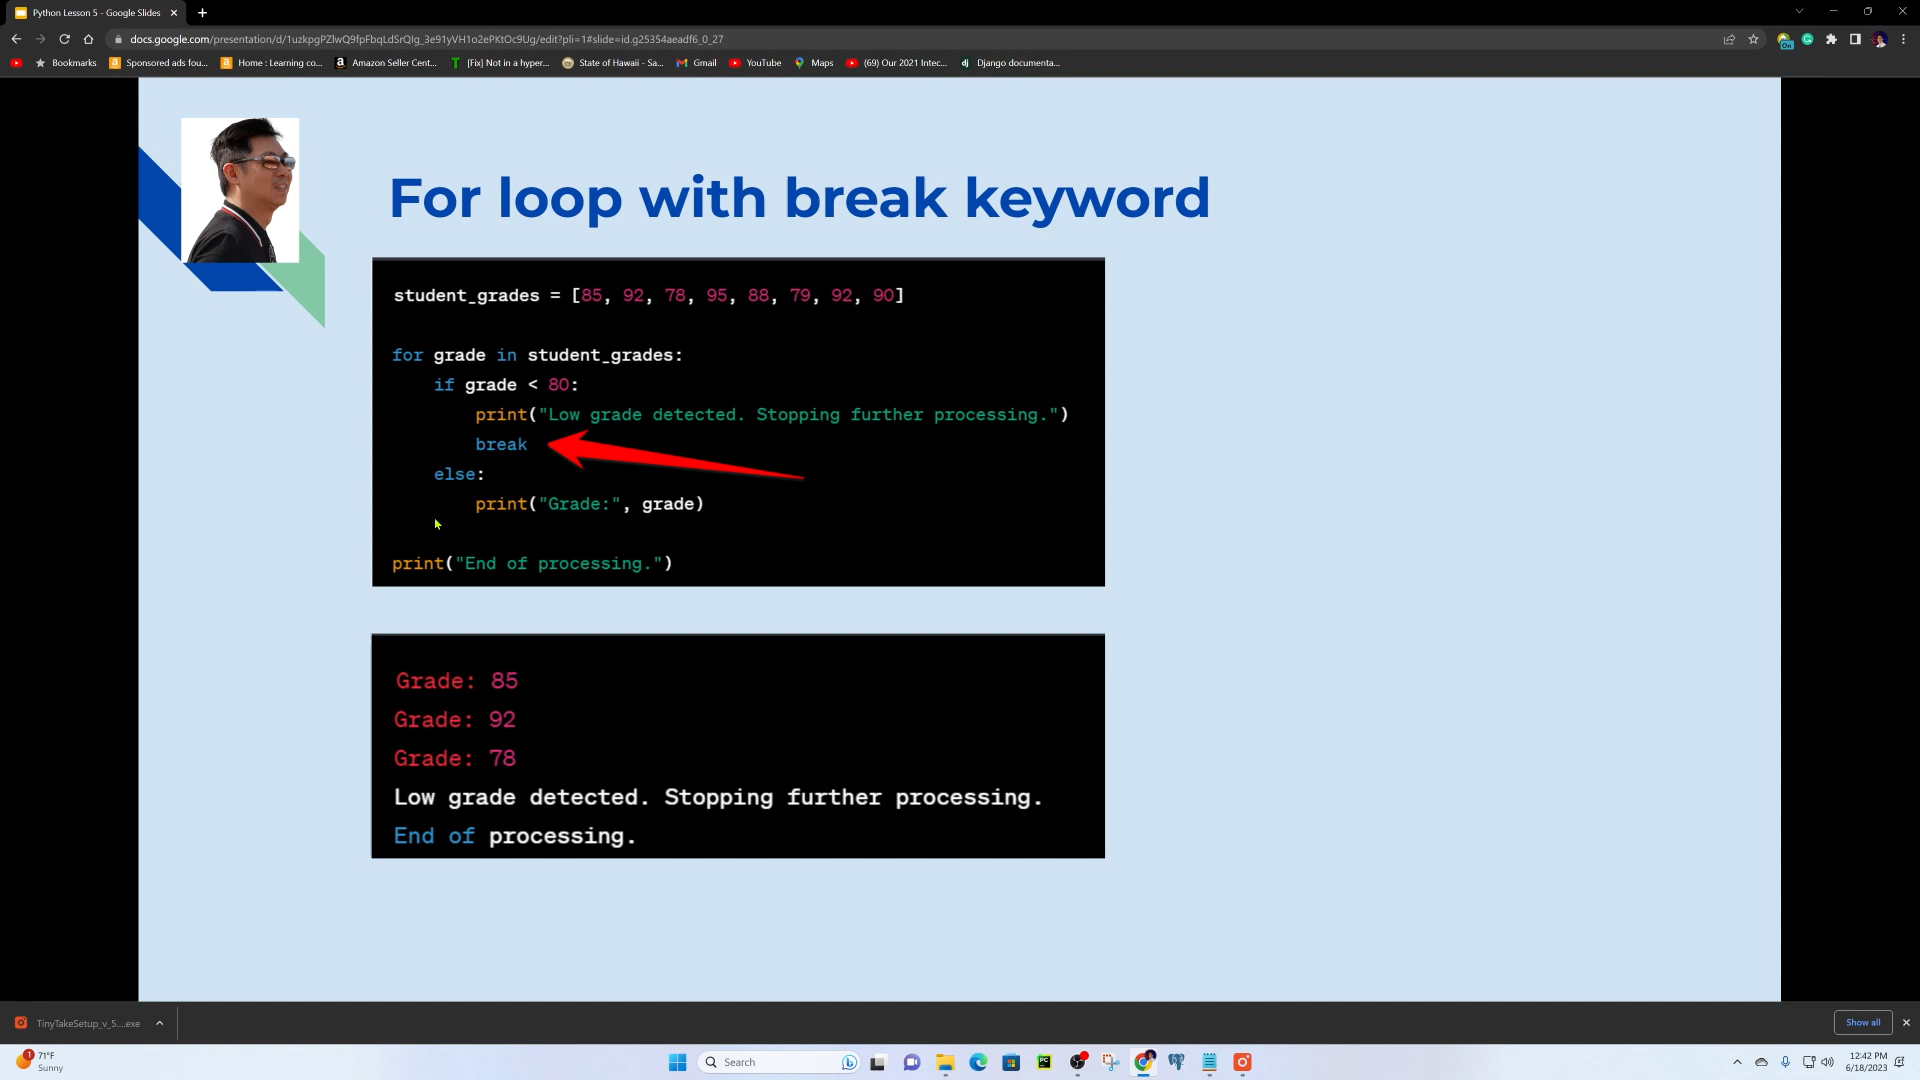 Python Lesson 5 - Google Slides
docs.google.com/presentation/d/1uzkpgPZlwQ9fpFbqLdSrQIg_3e91yVH1o2ePKtOc9Ug/edit?pli=1#slide=id.g25354aeadf6_0_27
Bookmarks
Sponsored ads fou...
Home : Learning co...
Amazon Seller Cent...
[Fix] Not in a hyper...
State of Hawaii - Sa...
Gmail
YouTube
Maps
(69) Our 2021 Intec...
Django documenta...
For loop with break keyword
student_grades = [85, 92, 78, 95, 88, 79, 92, 90]
for grade in student_grades:
if grade < 80:
print("Low grade detected. Stopping further processing.")
break
else:
print("Grade:", grade)
print("End of processing.")
Grade: 85
Grade: 92
Grade: 78
Low grade detected. Stopping further processing.
End of processing.
TinyTakeSetup_v_5....exe
Show all
71°F
Sunny
Search
12:42 PM
6/18/2023